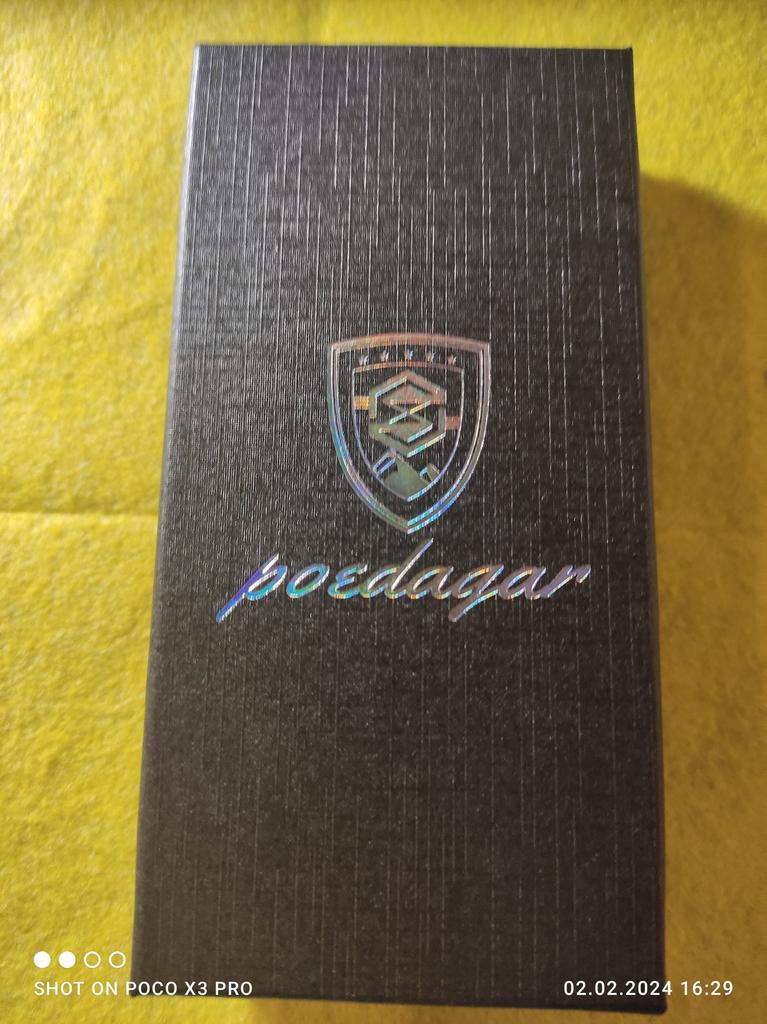 poedagar
SHOT ON POCO X3 PRO
02.02.2024 16:29